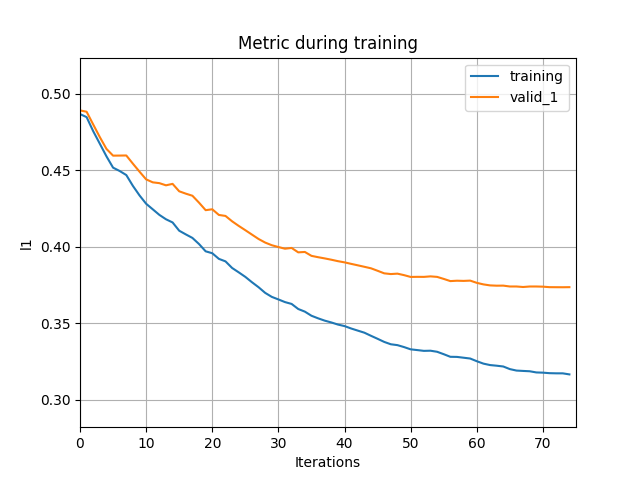 Metric during training
training
valid_1
0.50
0.45
0.40
0.35
0.30
l1
0 10 20 30 40 50 60 70
Iterations